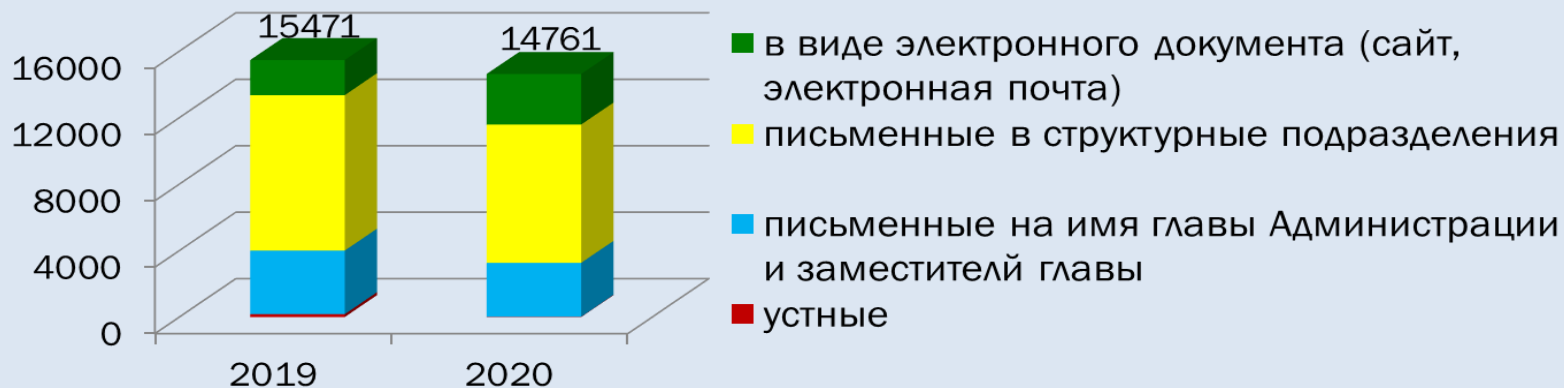 15471
14761
16000
12000
8000
4000
0
2019
2020
в виде электронного документа (сайт,
электронная почта)
письменные в структурные подразделения
письменные на имя главы Администрации
и заместителй главы
устные